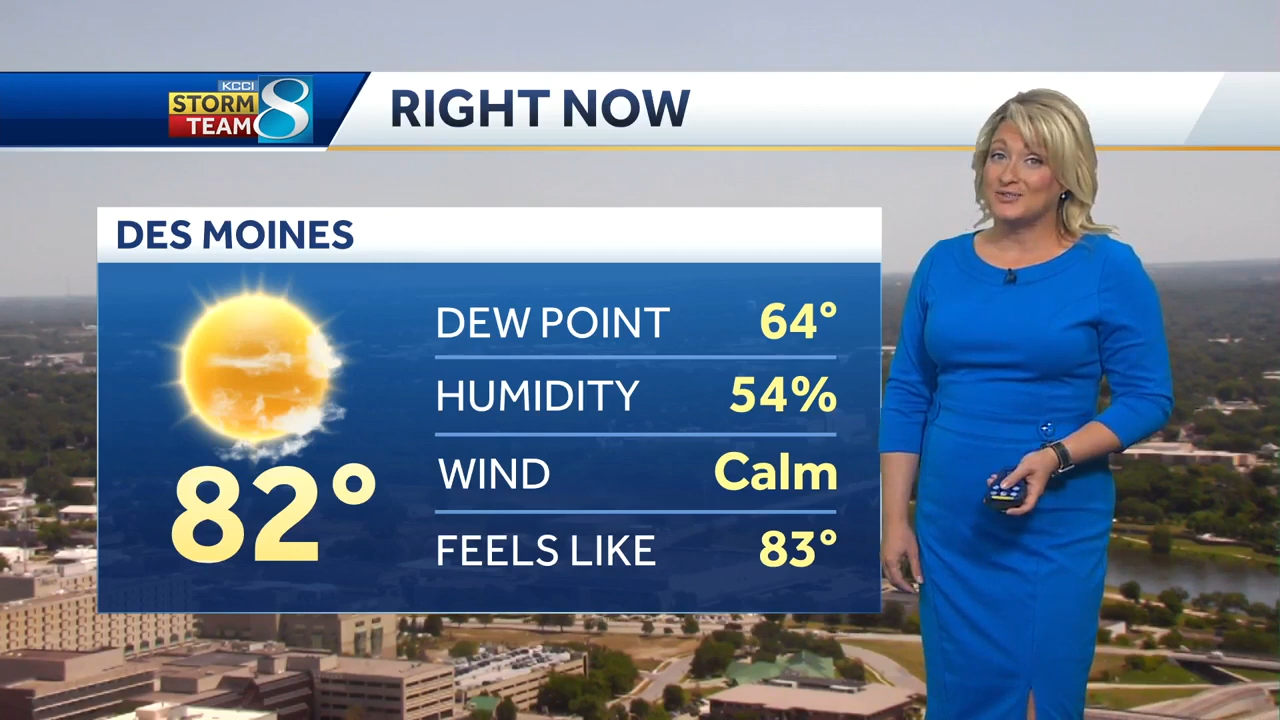 KCCI
STORM
TEAM 8
RIGHT NOW
DES MOINES
82°
DEW POINT 64°
HUMIDITY 54%
WIND Calm
FEELS LIKE 83°